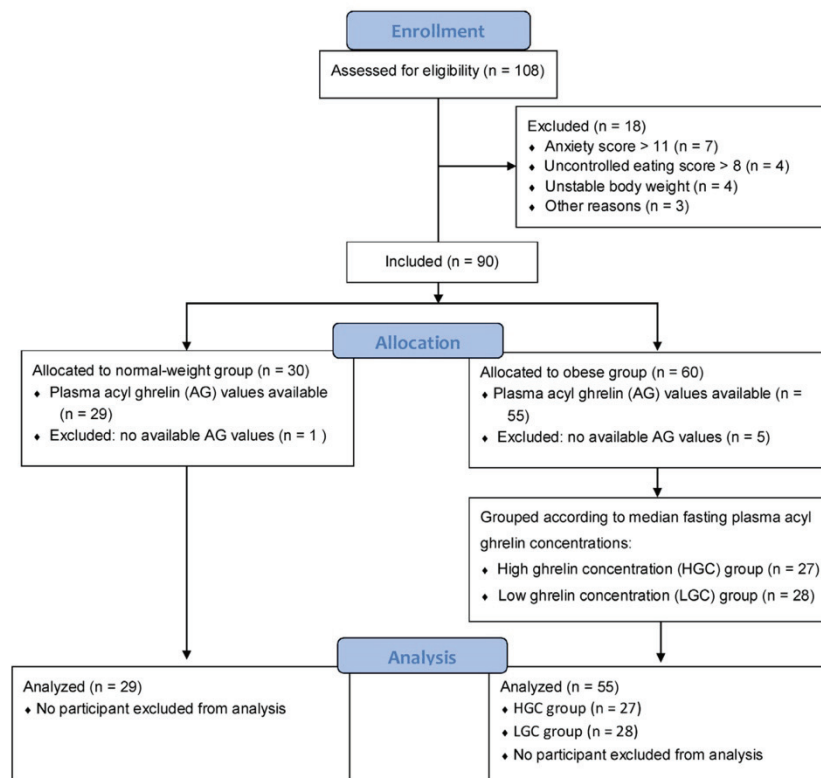 Enrollment
Assessed for eligibility (n = 108)
Excluded (n = 18)
♦ Anxiety score > 11 (n = 7)
♦ Uncontrolled eating score > 8 (n = 4)
♦ Unstable body weight (n = 4)
♦ Other reasons (n = 3)
Included (n = 90)
Allocation
Allocated to normal-weight group (n = 30)
♦ Plasma acyl ghrelin (AG) values available
(n = 29)
♦ Excluded: no available AG values (n = 1 )
Allocated to obese group (n = 60)
♦ Plasma acyl ghrelin (AG) values available (n =
55)
♦ Excluded: no available AG values (n = 5)
Grouped according to median fasting plasma acyl
ghrelin concentrations:
♦ High ghrelin concentration (HGC) group (n = 27)
♦ Low ghrelin concentration (LGC) group (n = 28)
Analysis
Analyzed (n = 29)
♦ No participant excluded from analysis
Analyzed (n = 55)
♦ HGC group (n = 27)
♦ LGC group (n = 28)
♦ No participant excluded from analysis